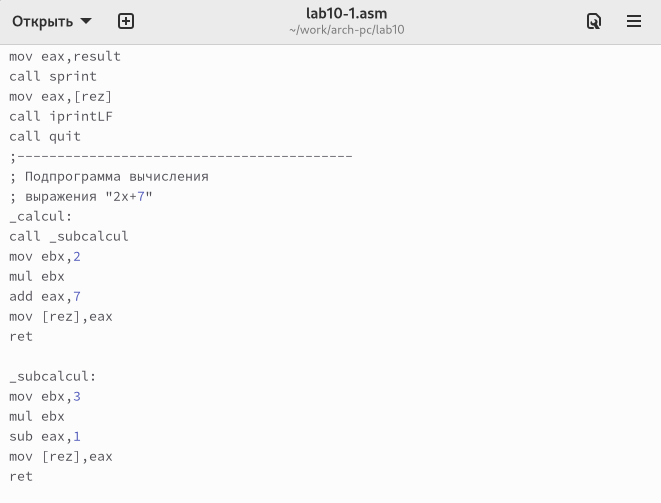 Открыть
lab10-1.asm
~/work/arch-pc/lab10
mov eax,result
call sprint
mov eax,[rez]
call iprintLF
call quit
;------------------------------------------
; Подпрограмма вычисления
; выражения "2x+7"
_calcul:
call _subcalcul
mov ebx,2
mul ebx
add eax,7
mov [rez],eax
ret
_subcalcul:
mov ebx,3
mul ebx
sub eax,1
mov [rez],eax
ret